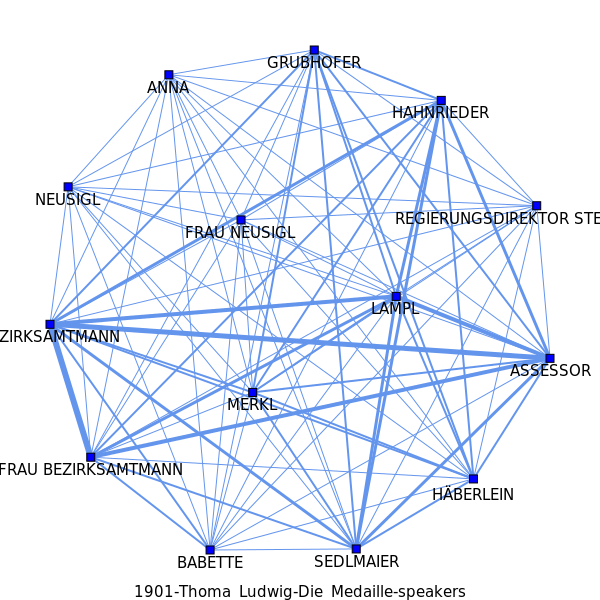 GRUBHOFER
ANNA
HAHNRIEDER
NEUSIGL
REGIERUNGSDIREKTOR STE
FRAU NEUSIGL
LAMPL
ZIRKSAMTMANN
ASSESSOR
MERKL
FRAU BEZIRKSAMTMANN
HÄBERLEIN
BABETTE
SEDLMAIER
1901-Thoma Ludwig-Die Medaille-speakers